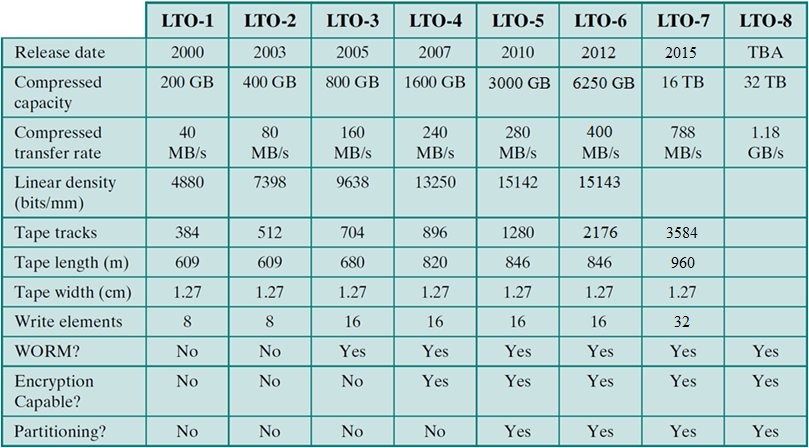 LTO-1 LTO-2 LTO-3 LTO-4 LTO-5 LTO-6 LTO-7 LTO-8
Release date 2000 2003 2005 2007 2010 2012 2015 TBA
Compressed 200 GB 400 GB 800 GB 1600 GB 3000 GB 6250 GB 16 TB 32 TB
capacity
Compressed 40 80 160 240 280 400 788 1.18
transfer rate MB/s MB/s MB/s MB/s MB/s MB/s MB/s GB/s
Linear density 4880 7398 9638 13250 15142 15143
(bits/mm)
Tape tracks 384 512 704 896 1280 2176 3584
Tape length (m) 609 609 680 820 846 846 960
Tape width (cm) 1.27 1.27 1.27 1.27 1.27 1.27 1.27
Write elements 8 8 16 16 16 16 32
WORM? No No Yes Yes Yes Yes Yes Yes
Encryption No No No Yes Yes Yes Yes Yes
Capable?
Partitioning? No No No No Yes Yes Yes Yes